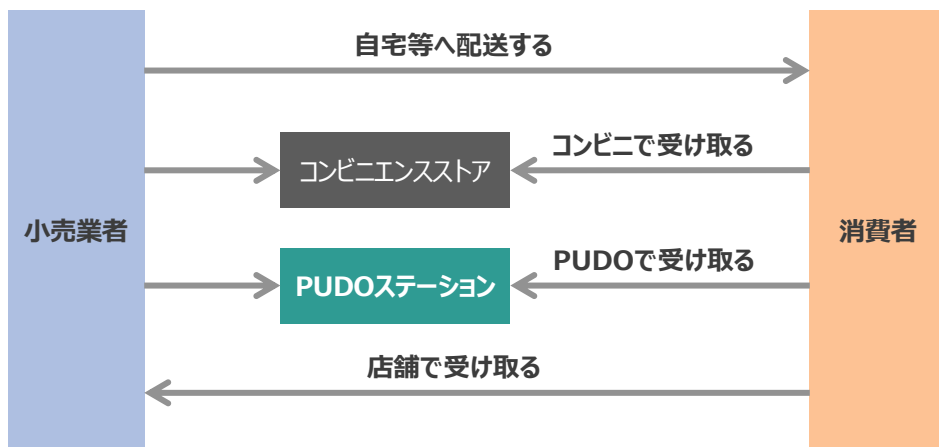 自宅等へ配送する
コンビニで受け取る
コンビニエンスストア
小売業者
消費者
PUDOで受け取る
PUDOステーション
店舗で受け取る